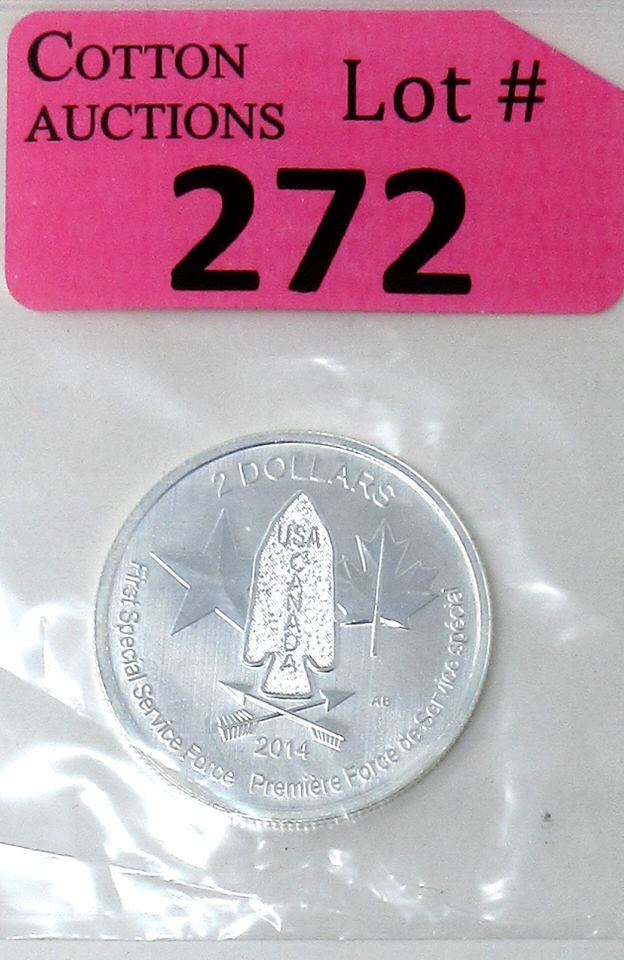 COTTON
AUCTIONS
Lot #
272
2 DOLLARS
USA
CANADA
AB
2014
First Special Service Force
Première Force de Service spécial